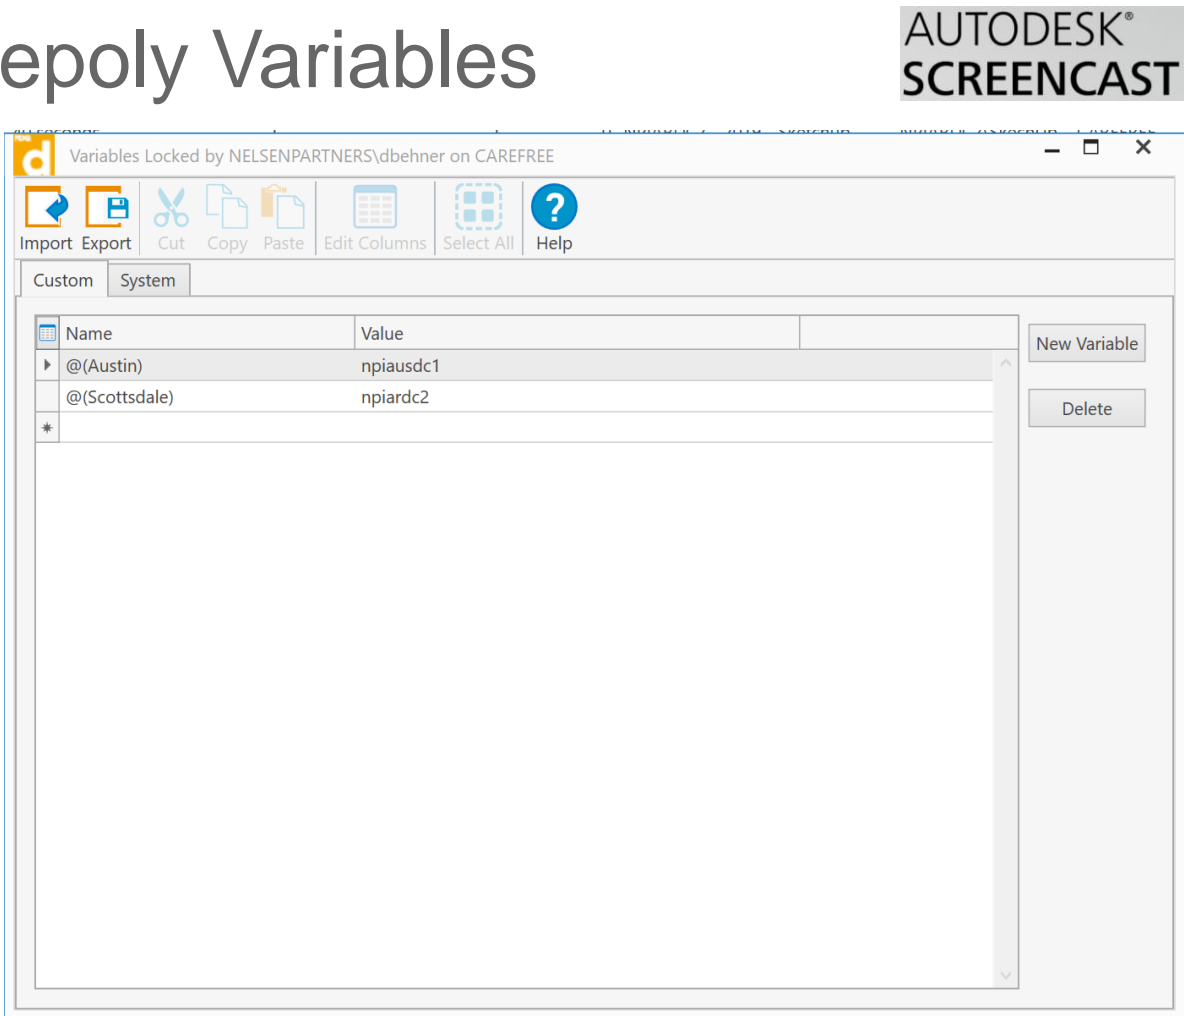 epoly Variables
AUTODESK®
SCREENCAST
Variables Locked by NELSENPARTNERS\dbehner on CAREFREE
Import Export Cut Copy Paste Edit Columns Select All Help
Custom System
Name Value
New Variable
@(Austin) npiausdc1
@(Scottsdale) npiardc2
Delete